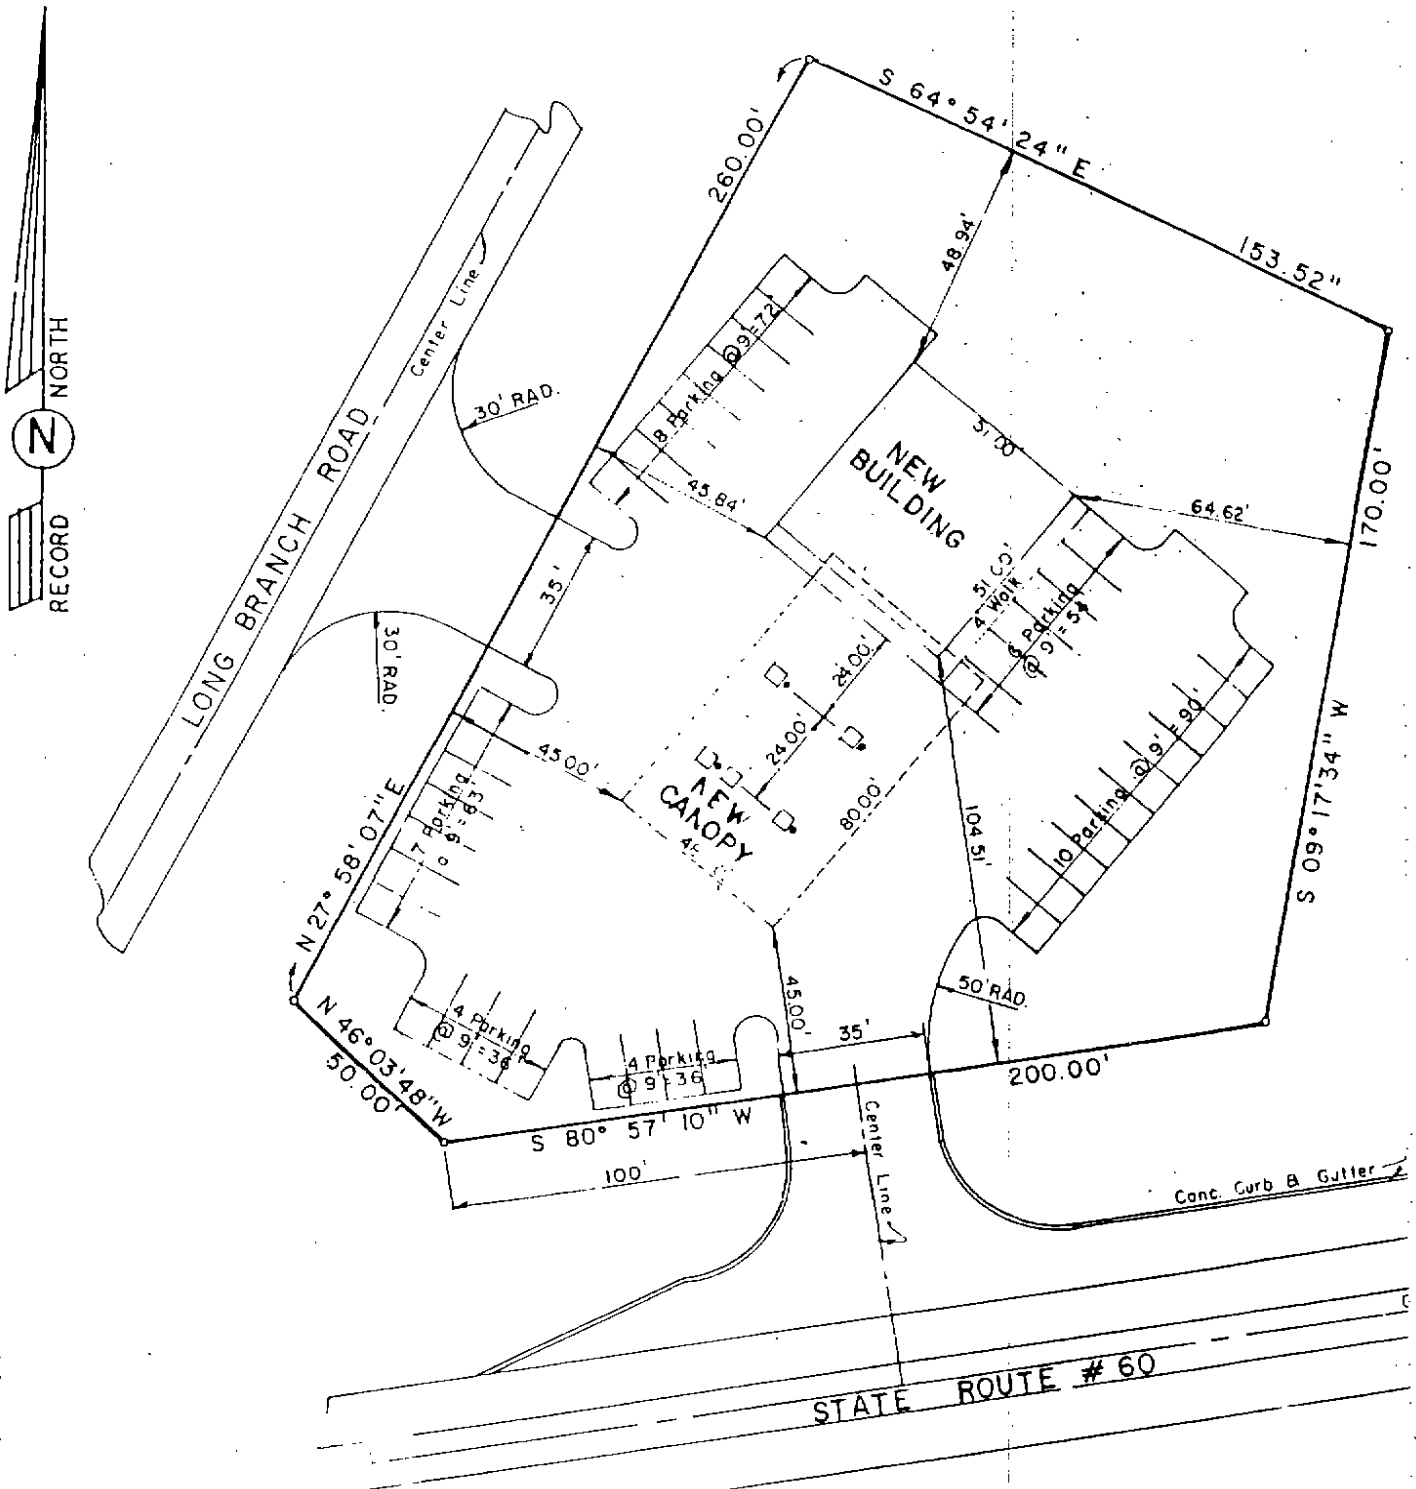 S 64° 54' 24" E
153.52"
260.00'
48.94'
NORTH
RECORD
N
Center Line
30' RAD.
LONG BRANCH ROAD
8 Parking @ 9'=72'
45.84'
NEW
BUILDING
64.62'
170.00'
35'
30' RAD
4' Walk
6 Parking
@ 9'=54
24.00'
24.00'
45.00'
NEW
CANOPY
80.00'
104.51'
10 Parking @ 9' = 90'
S 09° 17' 34" W
7 Parking
@ 9'=63'
N 27° 58' 07" E
N 46° 03' 48" W
50.00'
4 Parking
@ 9'=36'
4 Parking
@ 9'=36
45.00'
35'
50' RAD.
200.00'
S 80° 57' 10" W
100'
Center Line
Conc. Curb & Gutter
STATE ROUTE # 60